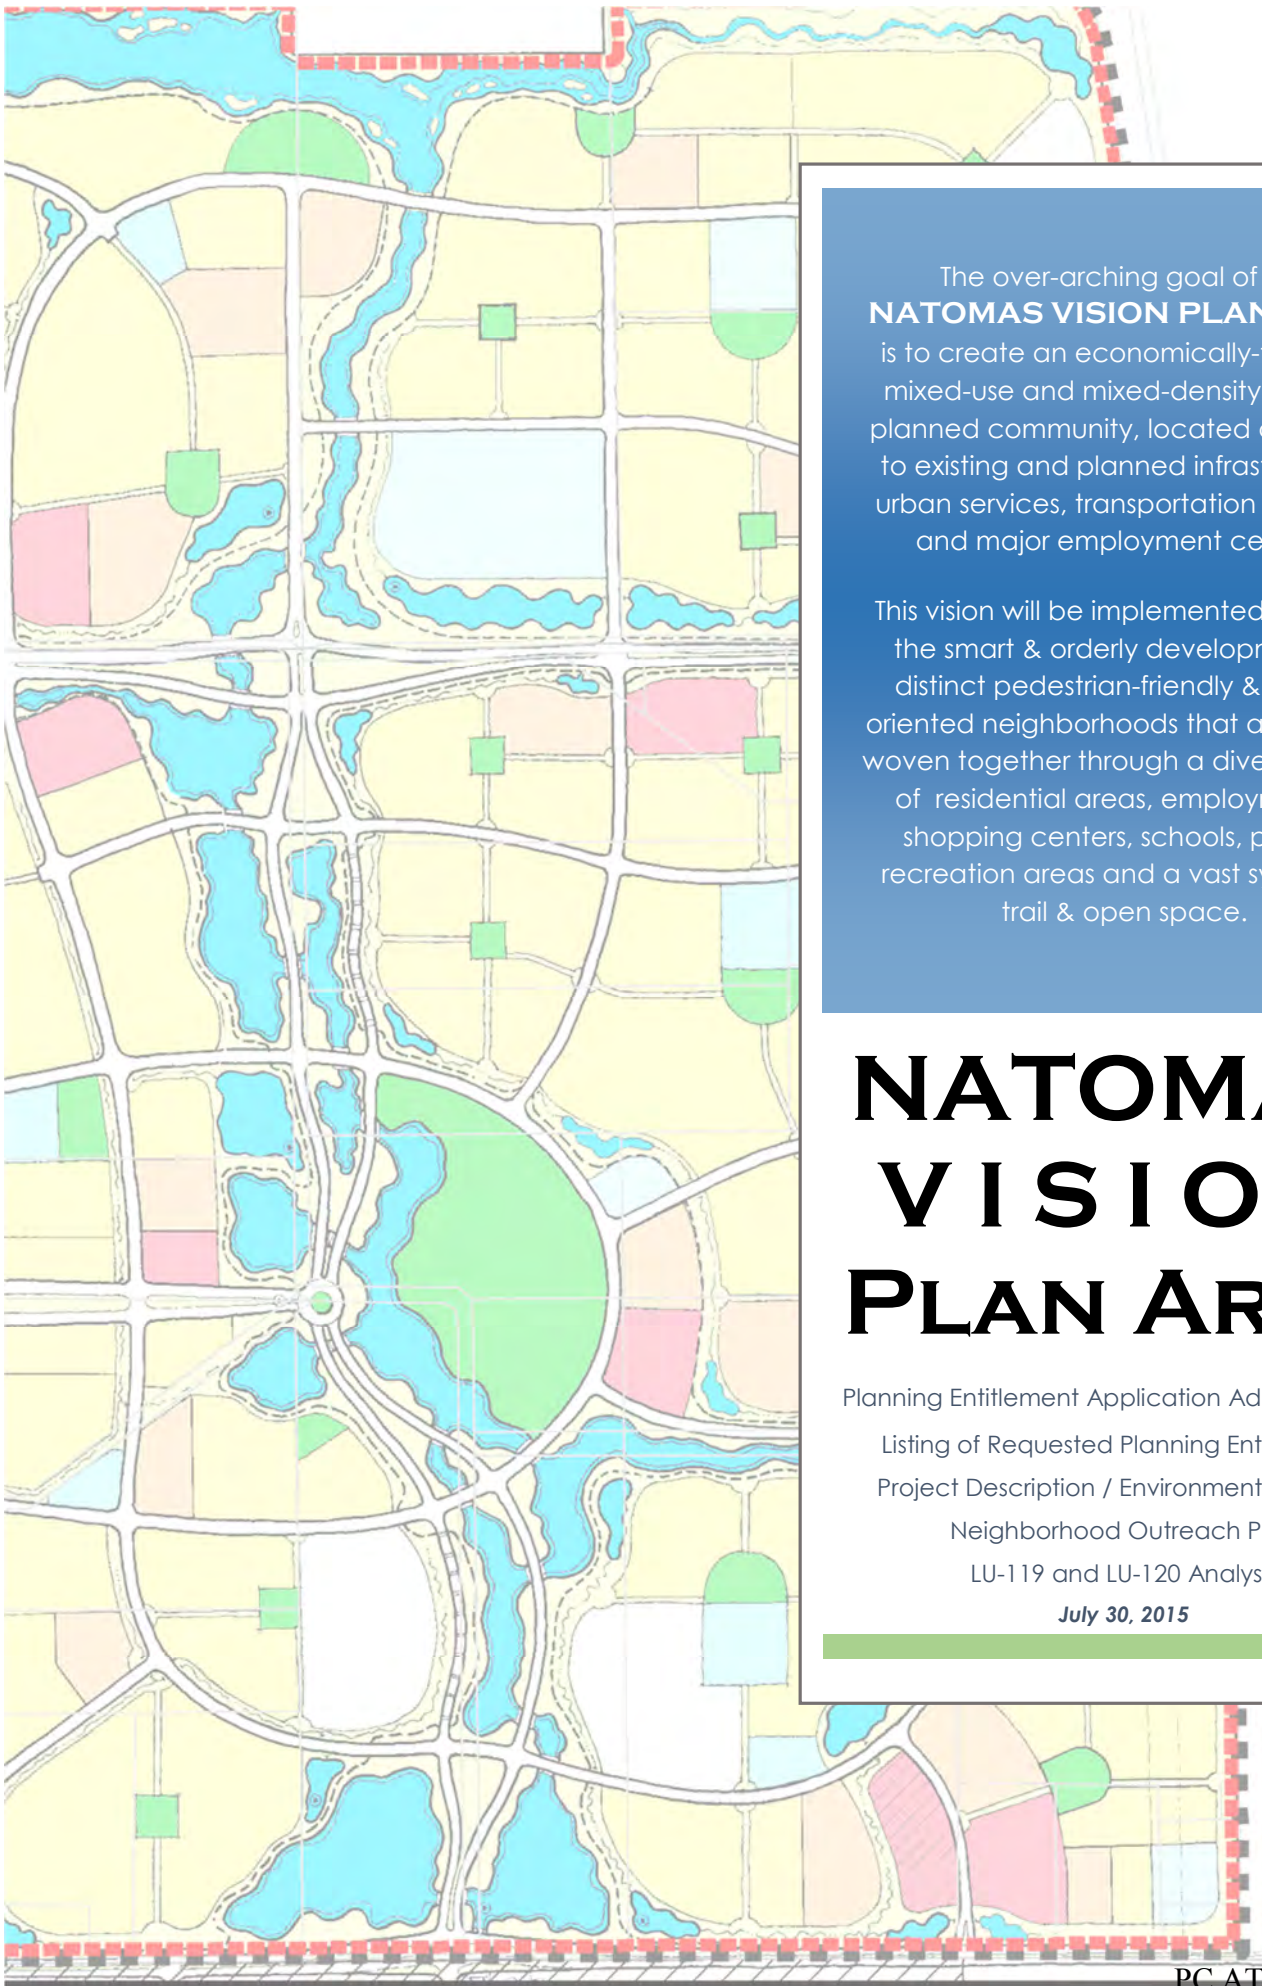 The over-arching goal of
NATOMAS VISION PLAN
is to create an economically-
mixed-use and mixed-density
planned community, located
to existing and planned infras
urban services, transportation
and major employment ce
This vision will be implemented
the smart & orderly develop
distinct pedestrian-friendly &
oriented neighborhoods that a
woven together through a dive
of residential areas, employ
shopping centers, schools, p
recreation areas and a vast s
trail & open space.
NATOMA
VISIO
PLAN AR
Planning Entitlement Application Ad
Listing of Requested Planning Ent
Project Description / Environment
Neighborhood Outreach P
LU-119 and LU-120 Analys
July 30, 2015
PC AT